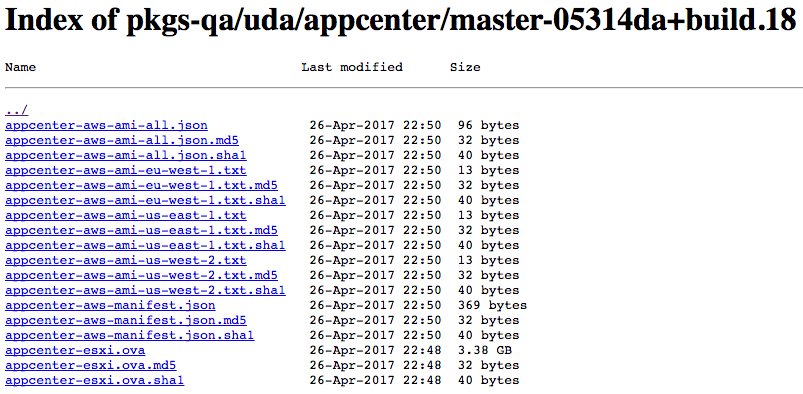 Index of pkgs-qa/uda/appcenter/master-05314da+build.18
Name Last modified Size
../
appcenter-aws-ami-all.json 26-Apr-2017 22:50 96 bytes
appcenter-aws-ami-all.json.md5 26-Apr-2017 22:50 32 bytes
appcenter-aws-ami-all.json.sha1 26-Apr-2017 22:50 40 bytes
appcenter-aws-ami-eu-west-1.txt 26-Apr-2017 22:50 13 bytes
appcenter-aws-ami-eu-west-1.txt.md5 26-Apr-2017 22:50 32 bytes
appcenter-aws-ami-eu-west-1.txt.sha1 26-Apr-2017 22:50 40 bytes
appcenter-aws-ami-us-east-1.txt 26-Apr-2017 22:50 13 bytes
appcenter-aws-ami-us-east-1.txt.md5 26-Apr-2017 22:50 32 bytes
appcenter-aws-ami-us-east-1.txt.sha1 26-Apr-2017 22:50 40 bytes
appcenter-aws-ami-us-west-2.txt 26-Apr-2017 22:50 13 bytes
appcenter-aws-ami-us-west-2.txt.md5 26-Apr-2017 22:50 32 bytes
appcenter-aws-ami-us-west-2.txt.sha1 26-Apr-2017 22:50 40 bytes
appcenter-aws-manifest.json 26-Apr-2017 22:50 369 bytes
appcenter-aws-manifest.json.md5 26-Apr-2017 22:50 32 bytes
appcenter-aws-manifest.json.sha1 26-Apr-2017 22:50 40 bytes
appcenter-esxi.ova 26-Apr-2017 22:48 3.38 GB
appcenter-esxi.ova.md5 26-Apr-2017 22:48 32 bytes
appcenter-esxi.ova.sha1 26-Apr-2017 22:48 40 bytes